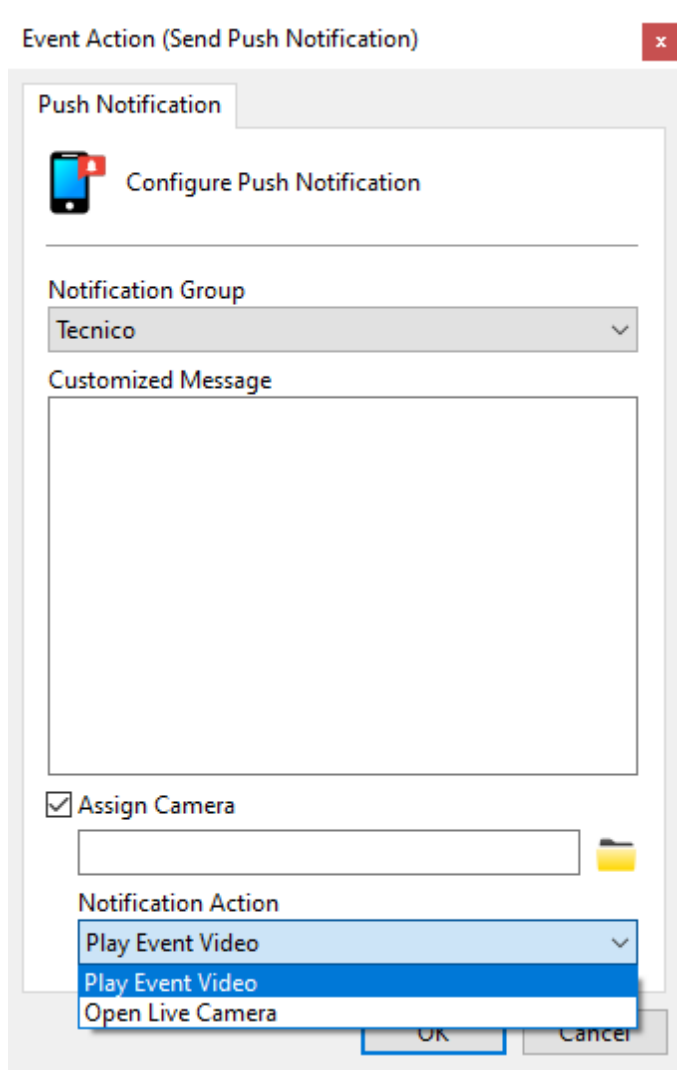 Event Action (Send Push Notification)
x
Push Notification
Configure Push Notification
Notification Group
Tecnico
Customized Message
Assign Camera
Notification Action
Play Event Video
Play Event Video
Open Live Camera
OK
Cancel